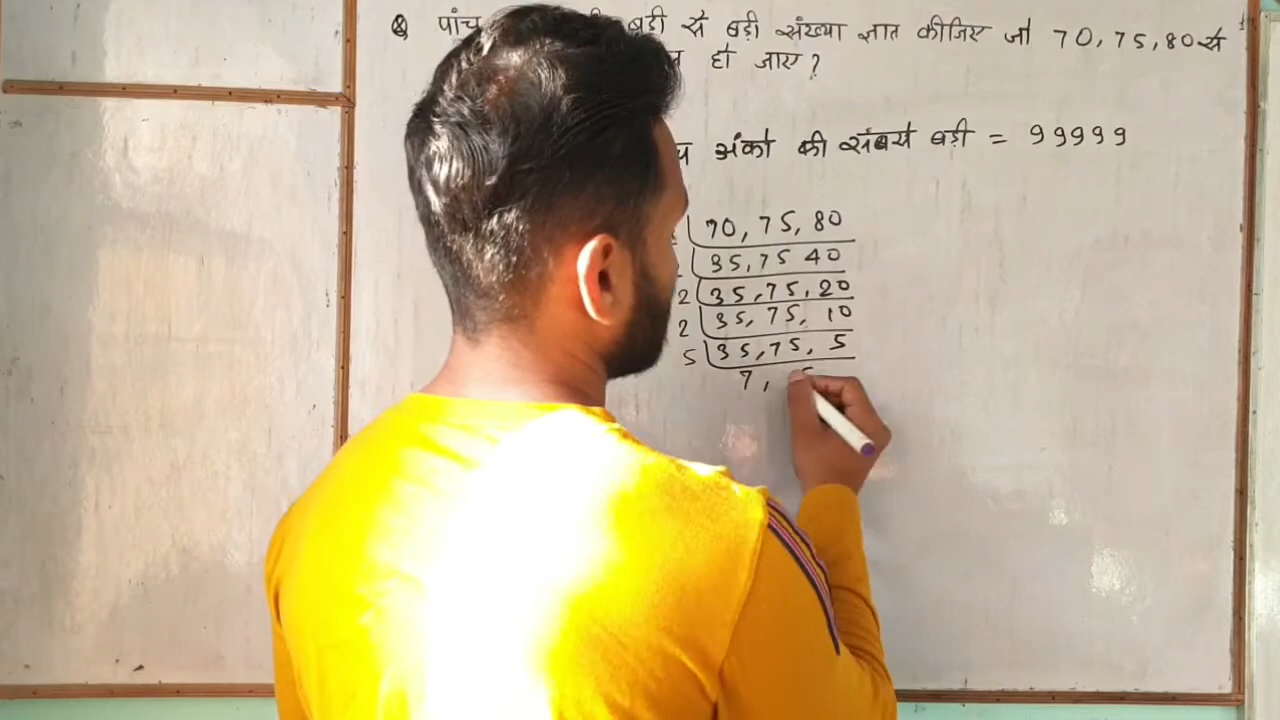 Q पांच बड़ी से बड़ी संख्या ज्ञात कीजिए जो 70, 75, 80 से
हो जाए ?
अंको की सबसे बड़ी = 99999
70, 75, 80
35, 75 40
2 35, 75, 20
2 35, 75, 10
5 35, 75, 5
7,